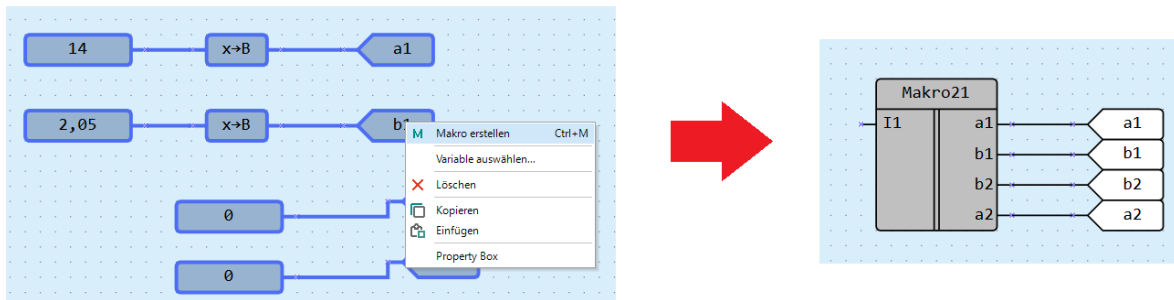 14 x→B a1
2,05 x→B b1
M Makro erstellen Ctrl+M
Variable auswählen...
Löschen
Kopieren
Einfügen
Property Box
0
0
Makro21
I1 a1 a1
b1 b1
b2 b2
a2 a2